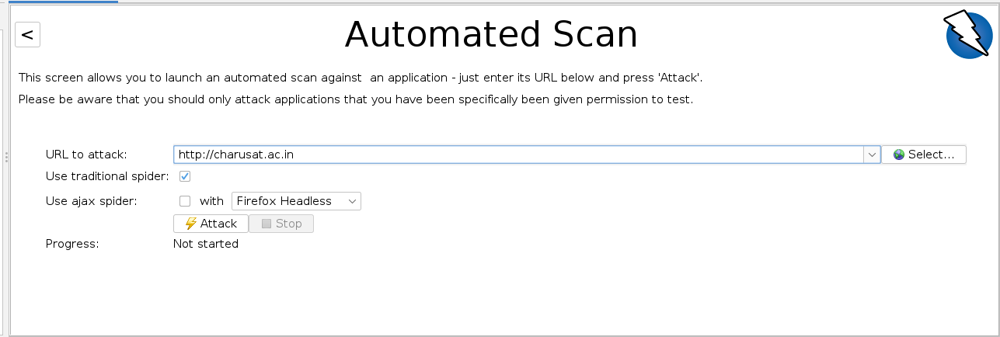 <
Automated Scan
This screen allows you to launch an automated scan against  an application - just enter its URL below and press 'Attack'.
Please be aware that you should only attack applications that you have been specifically been given permission to test.
URL to attack: http://charusat.ac.in Select...
Use traditional spider:
Use ajax spider: with Firefox Headless
Attack Stop
Progress: Not started